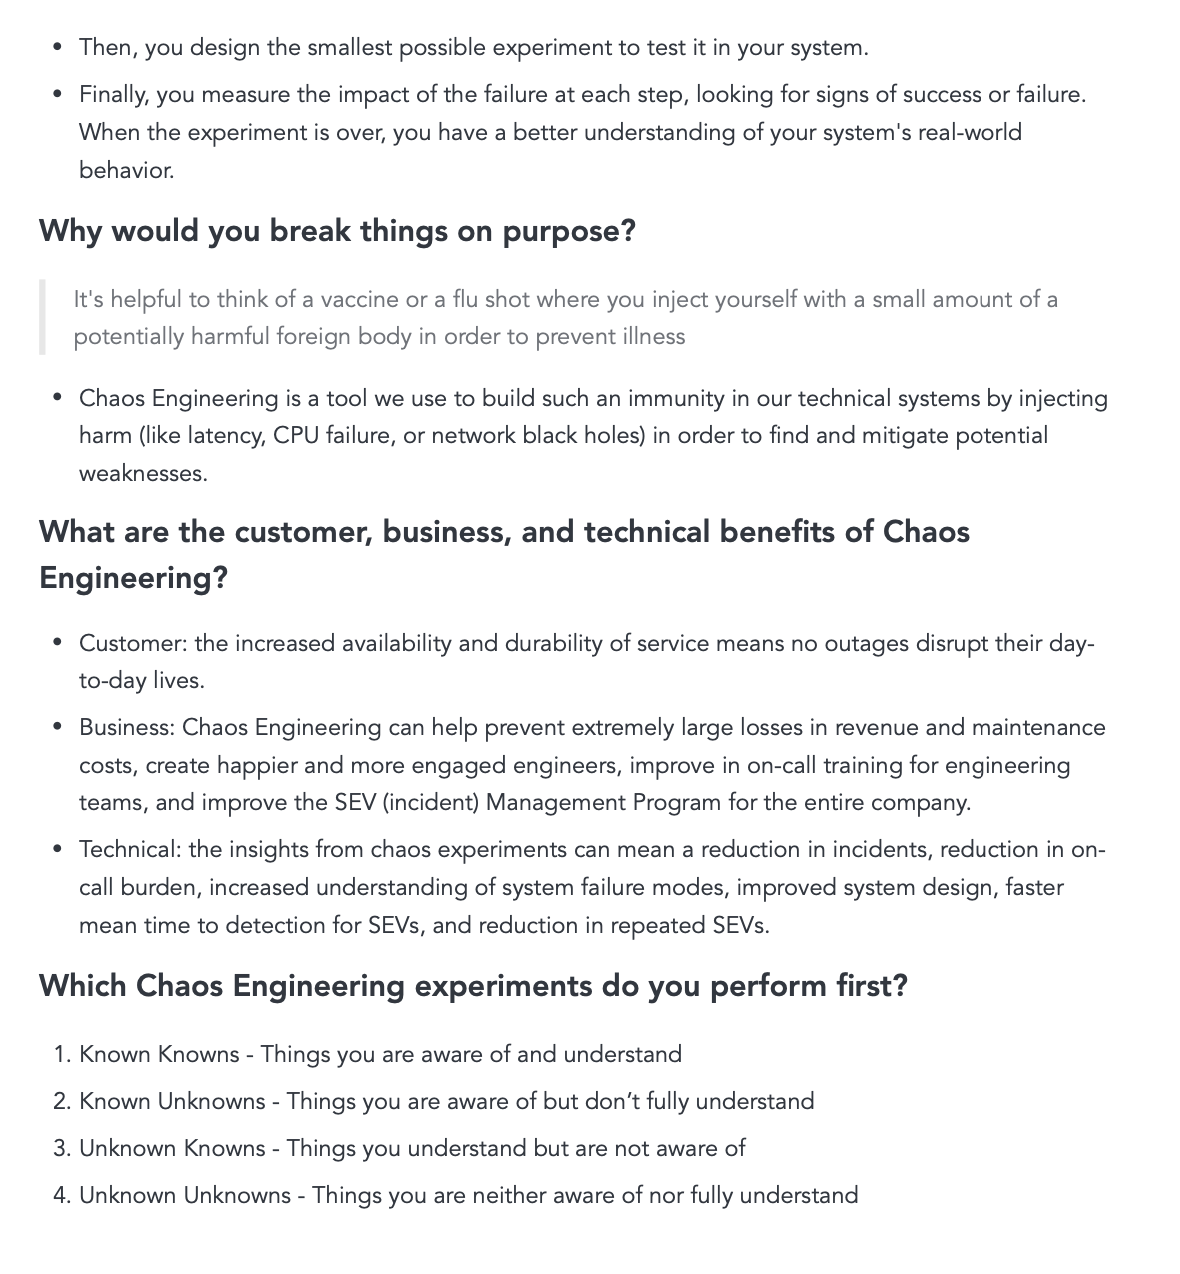 • Then, you design the smallest possible experiment to test it in your system.
• Finally, you measure the impact of the failure at each step, looking for signs of success or failure.
When the experiment is over, you have a better understanding of your system's real-world
behavior.
Why would you break things on purpose?
It's helpful to think of a vaccine or a flu shot where you inject yourself with a small amount of a
potentially harmful foreign body in order to prevent illness
• Chaos Engineering is a tool we use to build such an immunity in our technical systems by injecting
harm (like latency, CPU failure, or network black holes) in order to find and mitigate potential
weaknesses.
What are the customer, business, and technical benefits of Chaos
Engineering?
• Customer: the increased availability and durability of service means no outages disrupt their day-
to-day lives.
• Business: Chaos Engineering can help prevent extremely large losses in revenue and maintenance
costs, create happier and more engaged engineers, improve in on-call training for engineering
teams, and improve the SEV (incident) Management Program for the entire company.
• Technical: the insights from chaos experiments can mean a reduction in incidents, reduction in on-
call burden, increased understanding of system failure modes, improved system design, faster
mean time to detection for SEVs, and reduction in repeated SEVs.
Which Chaos Engineering experiments do you perform first?
1. Known Knowns - Things you are aware of and understand
2. Known Unknowns - Things you are aware of but don’t fully understand
3. Unknown Knowns - Things you understand but are not aware of
4. Unknown Unknowns - Things you are neither aware of nor fully understand